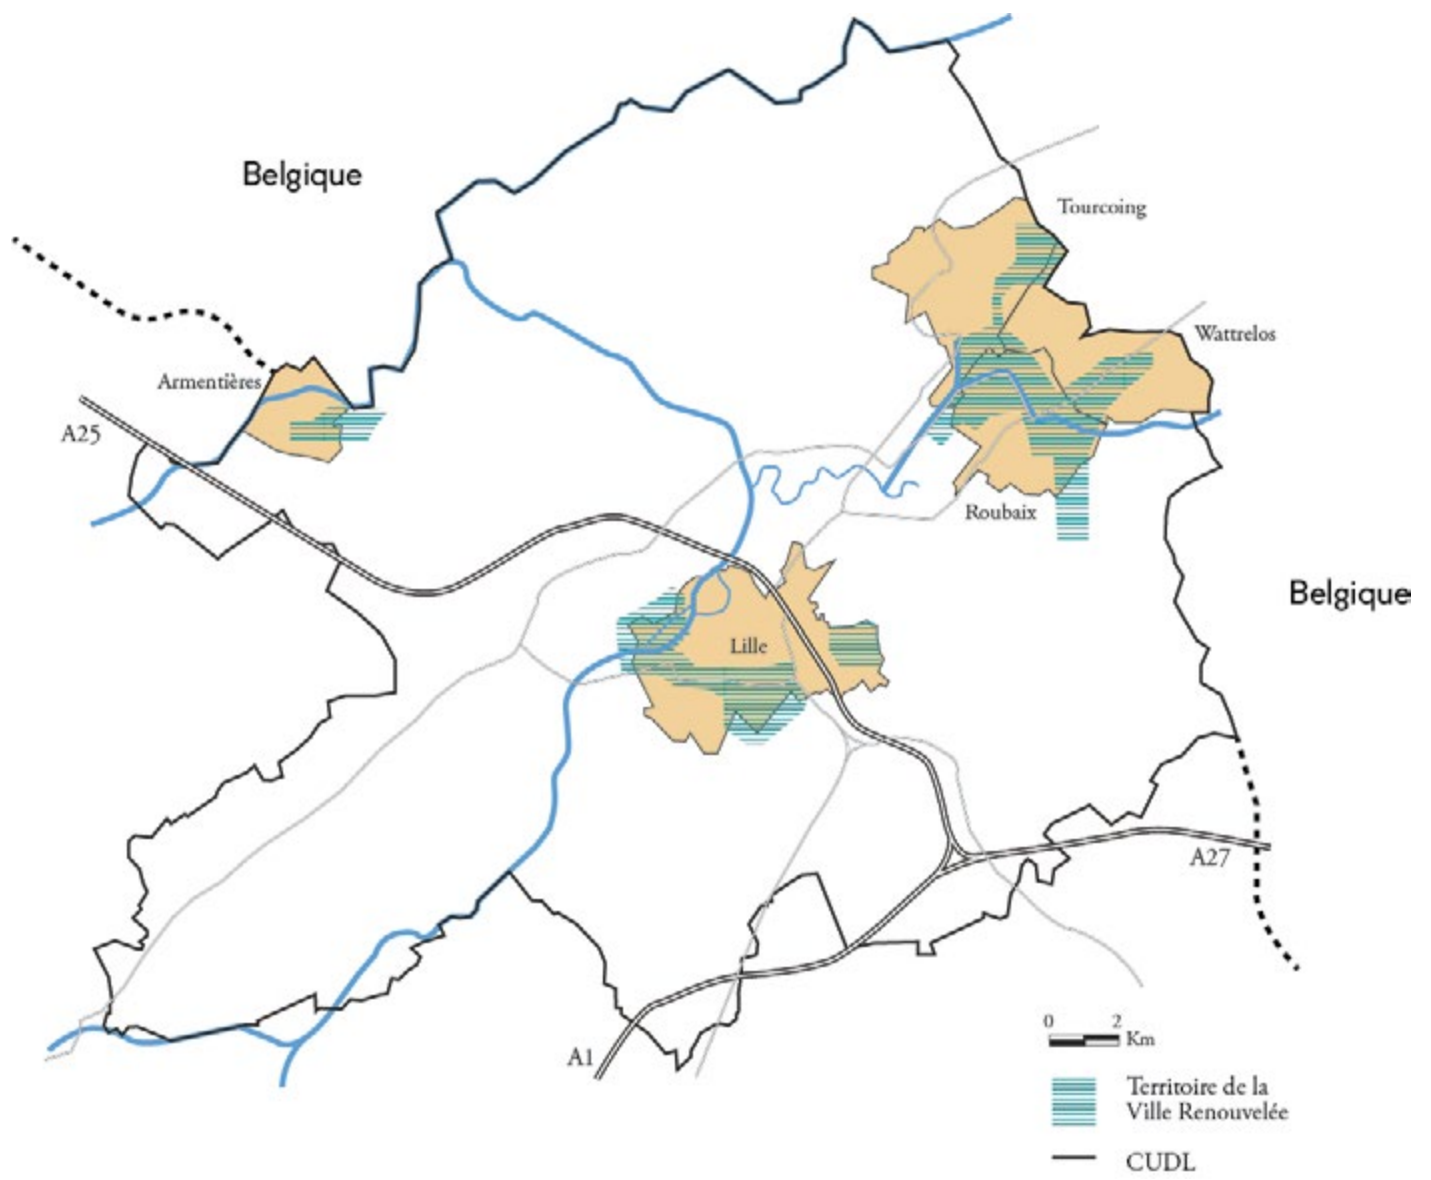 Belgique
Tourcoing
Wattrelos
Armentières
A25
Roubaix
Belgique
Lille
A27
0 2
Km
A1
Territoire de la
Ville Renouvelée
CUDL